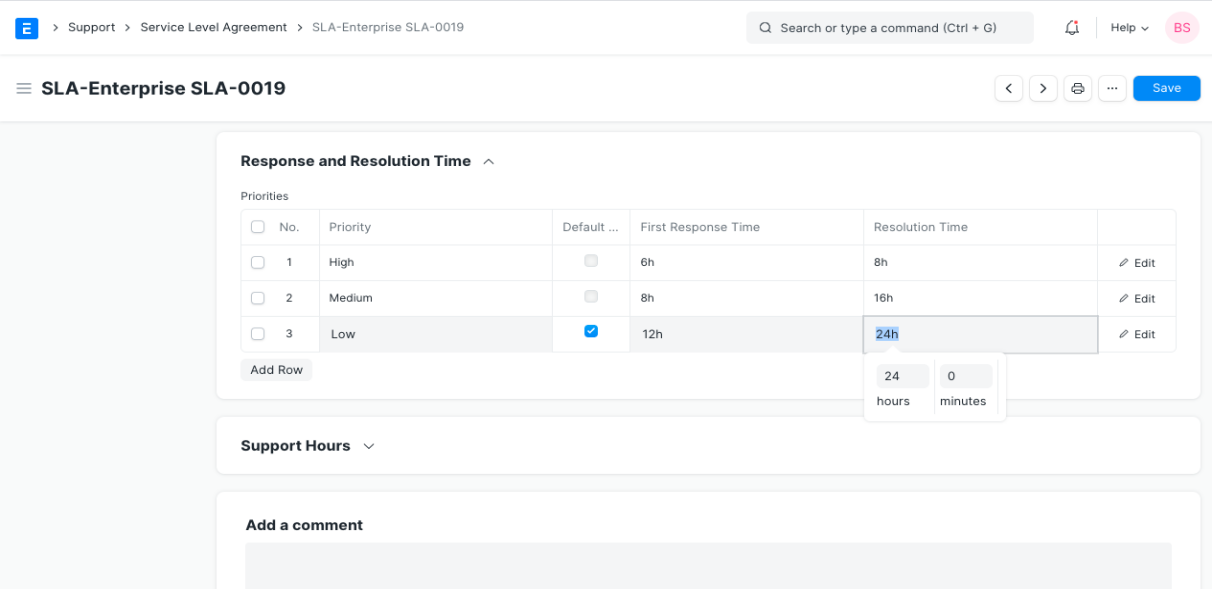 E > Support > Service Level Agreement > SLA-Enterprise SLA-0019 Search or type a command (Ctrl + G) Help BS
SLA-Enterprise SLA-0019 ... Save
Response and Resolution Time
Priorities
No. Priority Default ... First Response Time Resolution Time
1 High 6h 8h Edit
2 Medium 8h 16h Edit
3 Low 12h 24h Edit
Add Row
24 0
hours minutes
Support Hours
Add a comment